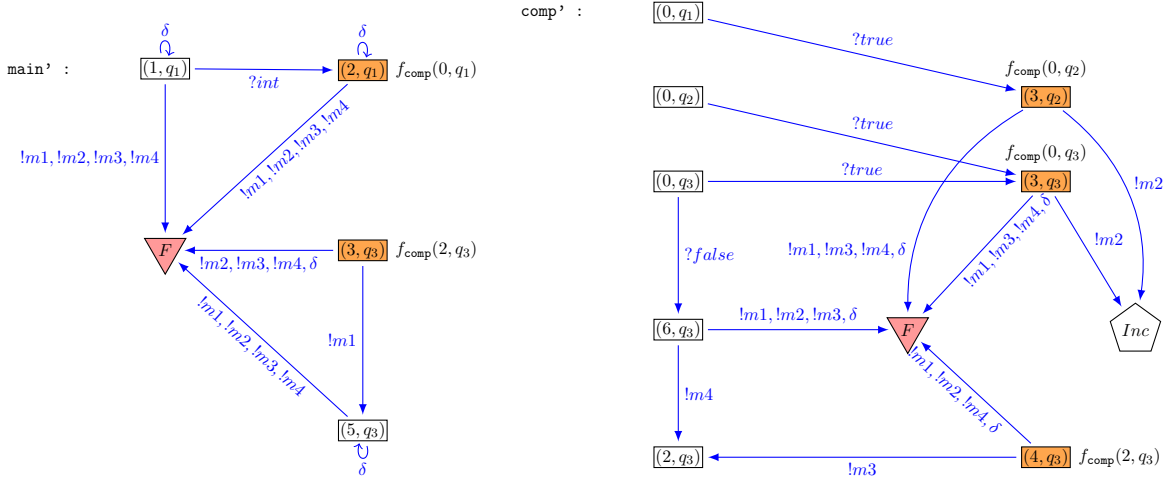 main' :
δ
(1, q₁)
?int
δ
(2, q₁)
f_comp(0, q₁)
!m1, !m2, !m3, !m4
!m1, !m2, !m3, !m4
F
(3, q₃)
f_comp(2, q₃)
!m2, !m3, !m4, δ
!m1, !m2, !m3, !m4
!m1
(5, q₃)
δ
comp' :
(0, q₁)
?true
f_comp(0, q₂)
(3, q₂)
(0, q₂)
?true
f_comp(0, q₃)
(0, q₃)
?true
(3, q₃)
!m2
?false
!m1, !m3, !m4, δ
!m1, !m3, !m4, δ
!m2
(6, q₃)
!m1, !m2, !m3, δ
F
Inc
!m4
!m1, !m2, !m4, δ
(2, q₃)
!m3
(4, q₃)
f_comp(2, q₃)